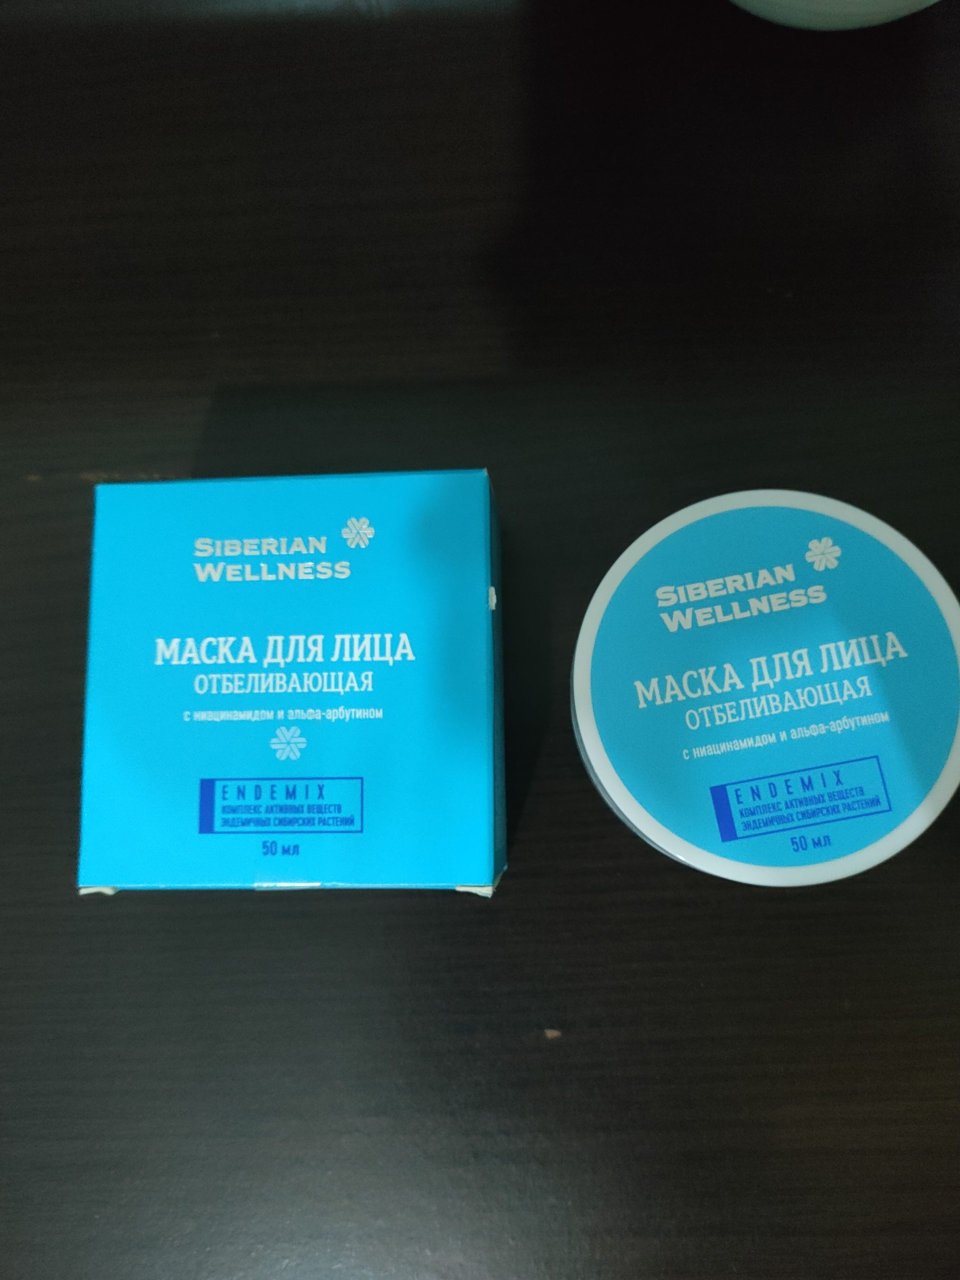 SIBERIAN
WELLNESS
МАСКА ДЛЯ ЛИЦА
ОТБЕЛИВАЮЩАЯ
с ниацинамидом и альфа-арбутином
ENDEMIX
КОМПЛЕКС АКТИВНЫХ ВЕЩЕСТВ
ЭНДЕМИЧНЫХ СИБИРСКИХ РАСТЕНИЙ
50 мл
SIBERIAN
WELLNESS
МАСКА ДЛЯ ЛИЦА
ОТБЕЛИВАЮЩАЯ
с ниацинамидом и альфа-арбутином
ENDEMIX
КОМПЛЕКС АКТИВНЫХ ВЕЩЕСТВ
ЭНДЕМИЧНЫХ СИБИРСКИХ РАСТЕНИЙ
50 мл